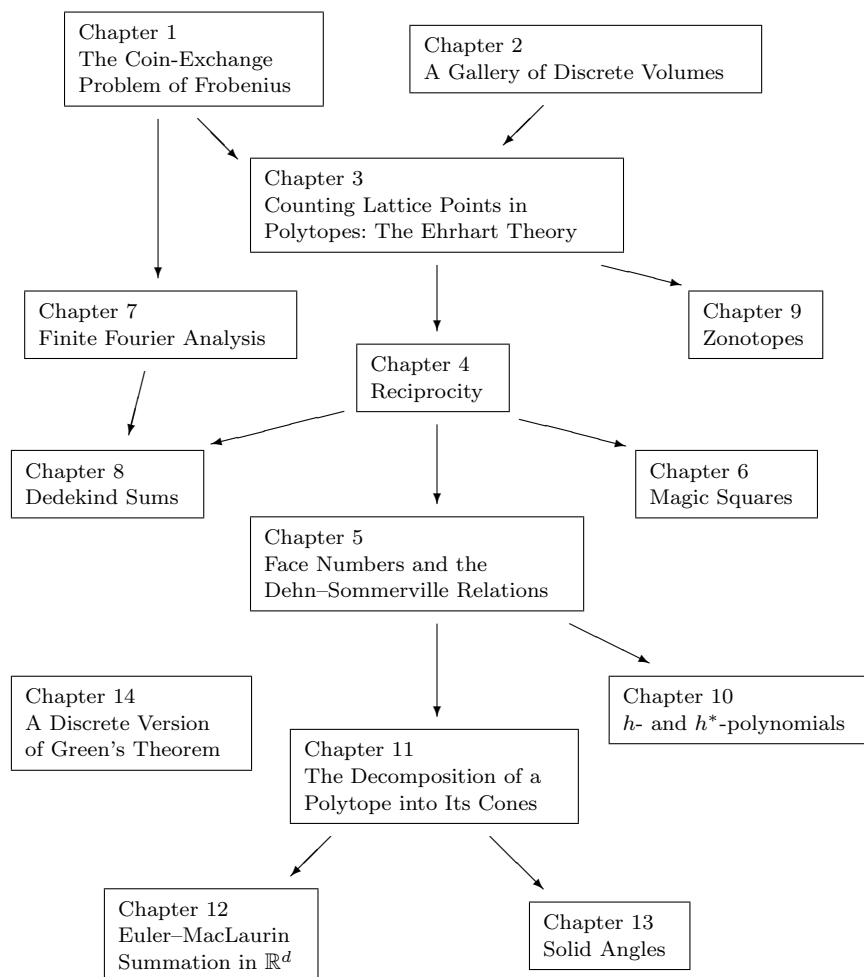 Chapter 1
The Coin-Exchange
Problem of Frobenius
Chapter 2
A Gallery of Discrete Volumes
Chapter 3
Counting Lattice Points in
Polytopes: The Ehrhart Theory
Chapter 7
Finite Fourier Analysis
Chapter 9
Zonotopes
Chapter 4
Reciprocity
Chapter 8
Dedekind Sums
Chapter 6
Magic Squares
Chapter 5
Face Numbers and the
Dehn–Sommerville Relations
Chapter 14
A Discrete Version
of Green's Theorem
Chapter 10
h- and h*-polynomials
Chapter 11
The Decomposition of a
Polytope into Its Cones
Chapter 12
Euler–MacLaurin
Summation in ℝᵈ
Chapter 13
Solid Angles